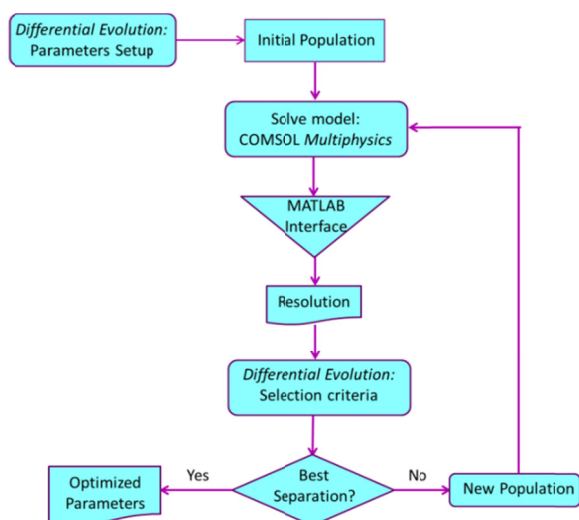 Differential Evolution:
Parameters Setup
Initial Population
Solve model:
COMSOL Multiphysics
MATLAB
Interface
Resolution
Differential Evolution:
Selection criteria
Best
Separation?
Yes
No
Optimized
Parameters
New Population